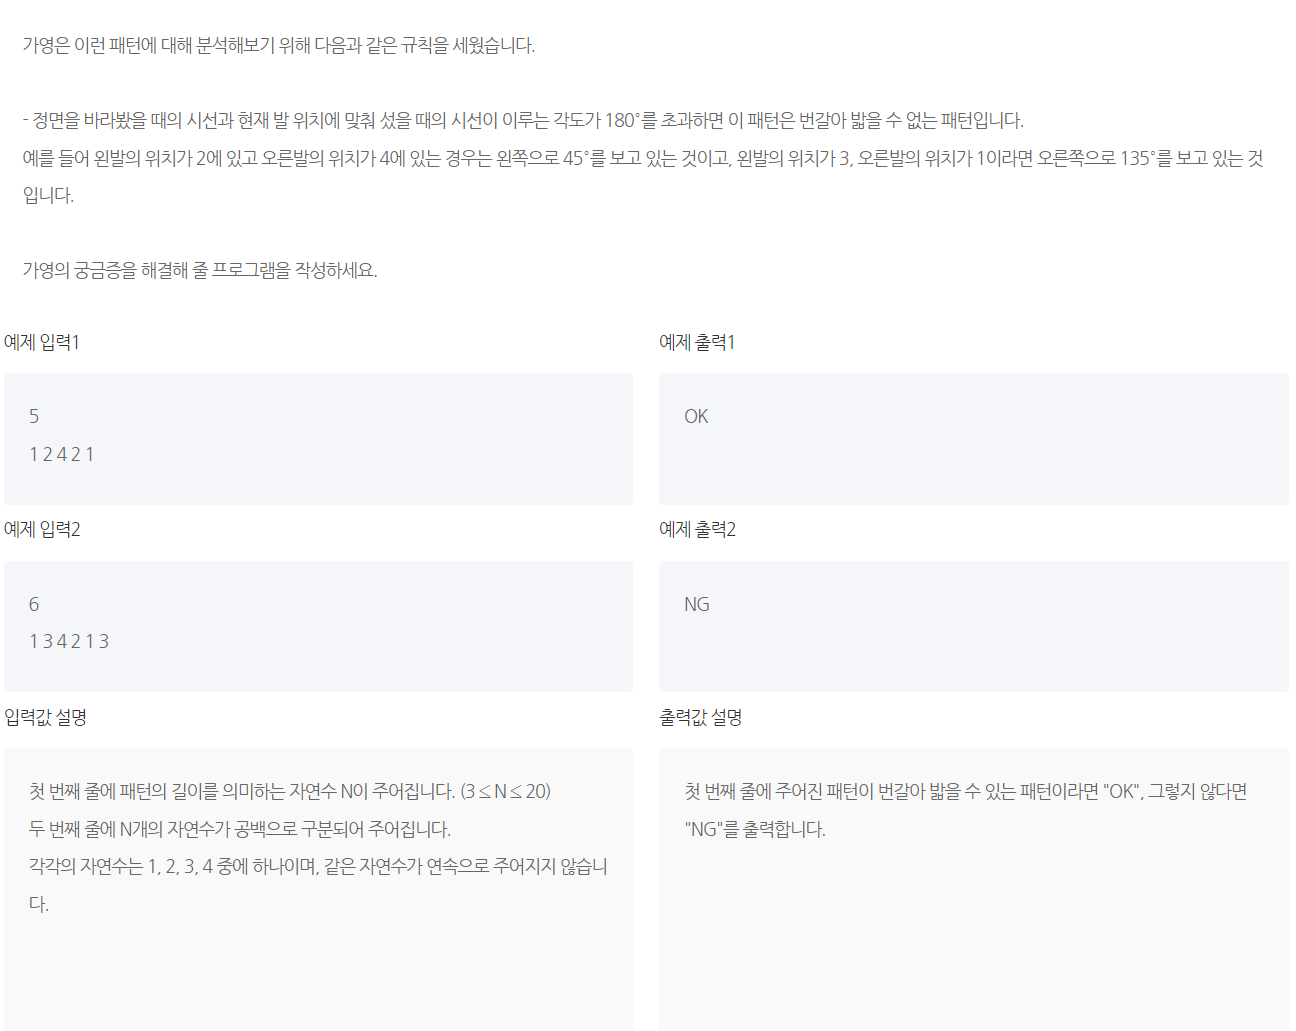 가영은 이런 패턴에 대해 분석해보기 위해 다음과 같은 규칙을 세웠습니다.
- 정면을 바라봤을 때의 시선과 현재 발 위치에 맞춰 섰을 때의 시선이 이루는 각도가 180°를 초과하면 이 패턴은 번갈아 밟을 수 없는 패턴입니다.
예를 들어 왼발의 위치가 2에 있고 오른발의 위치가 4에 있는 경우는 왼쪽으로 45°를 보고 있는 것이고, 왼발의 위치가 3, 오른발의 위치가 1이라면 오른쪽으로 135°를 보고 있는 것
입니다.
가영의 궁금증을 해결해 줄 프로그램을 작성하세요.
예제 입력1
예제 출력1
5
1 2 4 2 1
OK
예제 입력2
예제 출력2
6
1 3 4 2 1 3
NG
입력값 설명
출력값 설명
첫 번째 줄에 패턴의 길이를 의미하는 자연수 N이 주어집니다. (3 ≤ N ≤ 20)
두 번째 줄에 N개의 자연수가 공백으로 구분되어 주어집니다.
각각의 자연수는 1, 2, 3, 4 중에 하나이며, 같은 자연수가 연속으로 주어지지 않습니
다.
첫 번째 줄에 주어진 패턴이 번갈아 밟을 수 있는 패턴이라면 "OK", 그렇지 않다면
"NG"를 출력합니다.